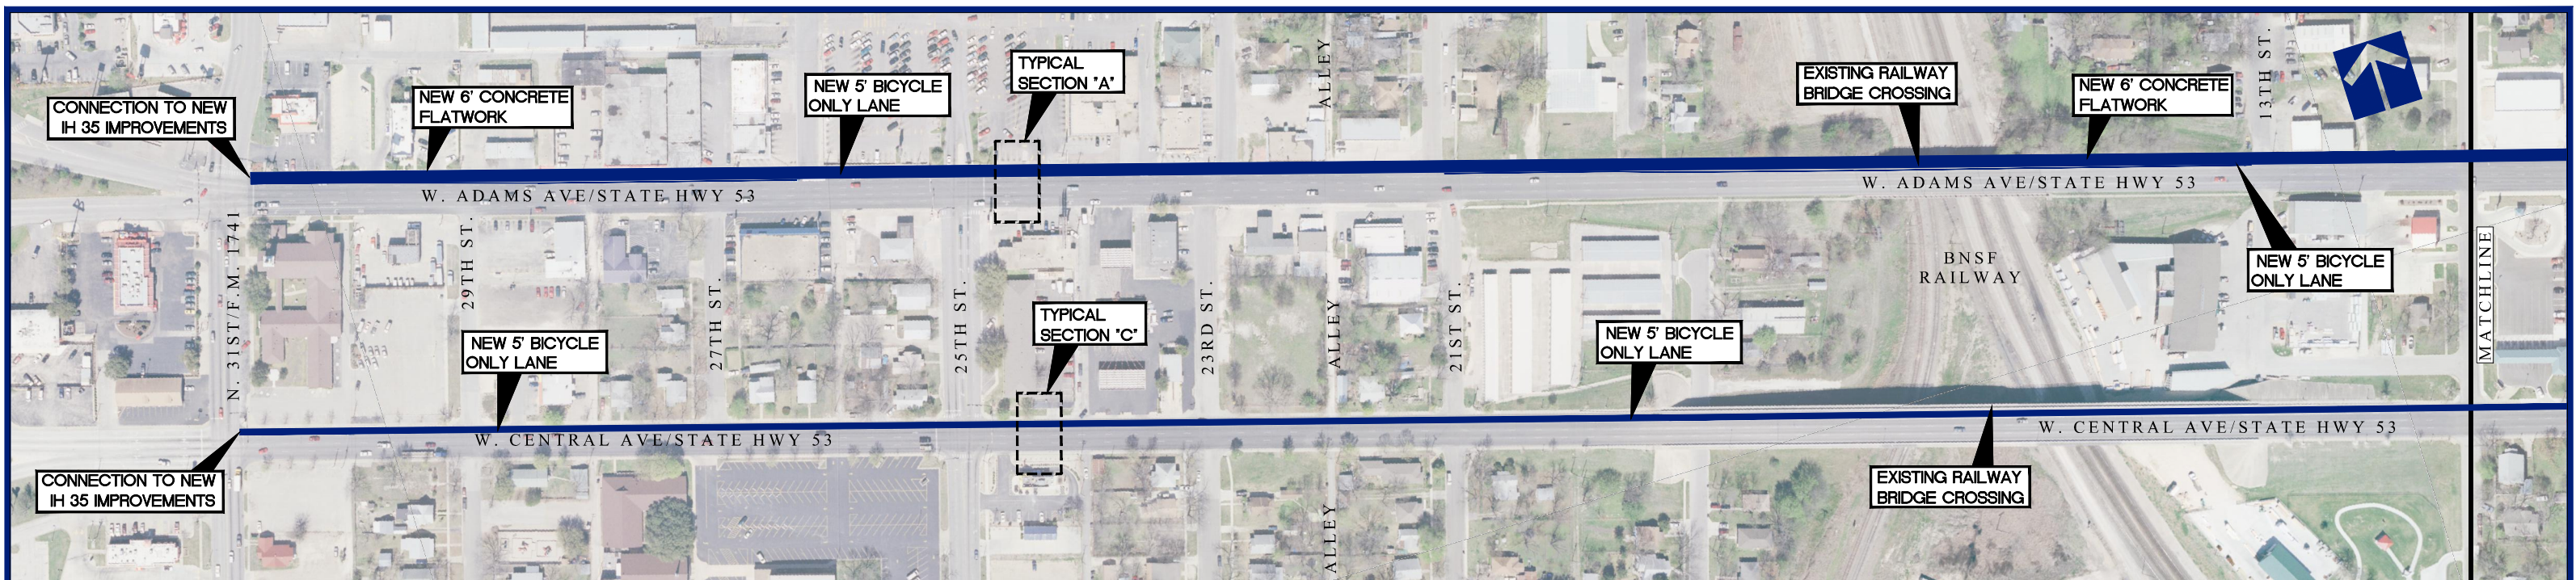 CONNECTION TO NEW
IH 35 IMPROVEMENTS
NEW 6' CONCRETE
FLATWORK
NEW 5' BICYCLE
ONLY LANE
TYPICAL
SECTION "A"
ALLEY
EXISTING RAILWAY
BRIDGE CROSSING
NEW 6' CONCRETE
FLATWORK
13TH ST.
W. ADAMS AVE/STATE HWY 53
W. ADAMS AVE/STATE HWY 53
N. 31ST/F.M. 1741
29TH ST.
27TH ST.
25TH ST.
23RD ST.
ALLEY
21ST ST.
BNSF
RAILWAY
NEW 5' BICYCLE
ONLY LANE
MATCHLINE
NEW 5' BICYCLE
ONLY LANE
TYPICAL
SECTION "C"
NEW 5' BICYCLE
ONLY LANE
W. CENTRAL AVE/STATE HWY 53
W. CENTRAL AVE/STATE HWY 53
CONNECTION TO NEW
IH 35 IMPROVEMENTS
EXISTING RAILWAY
BRIDGE CROSSING
ALLEY